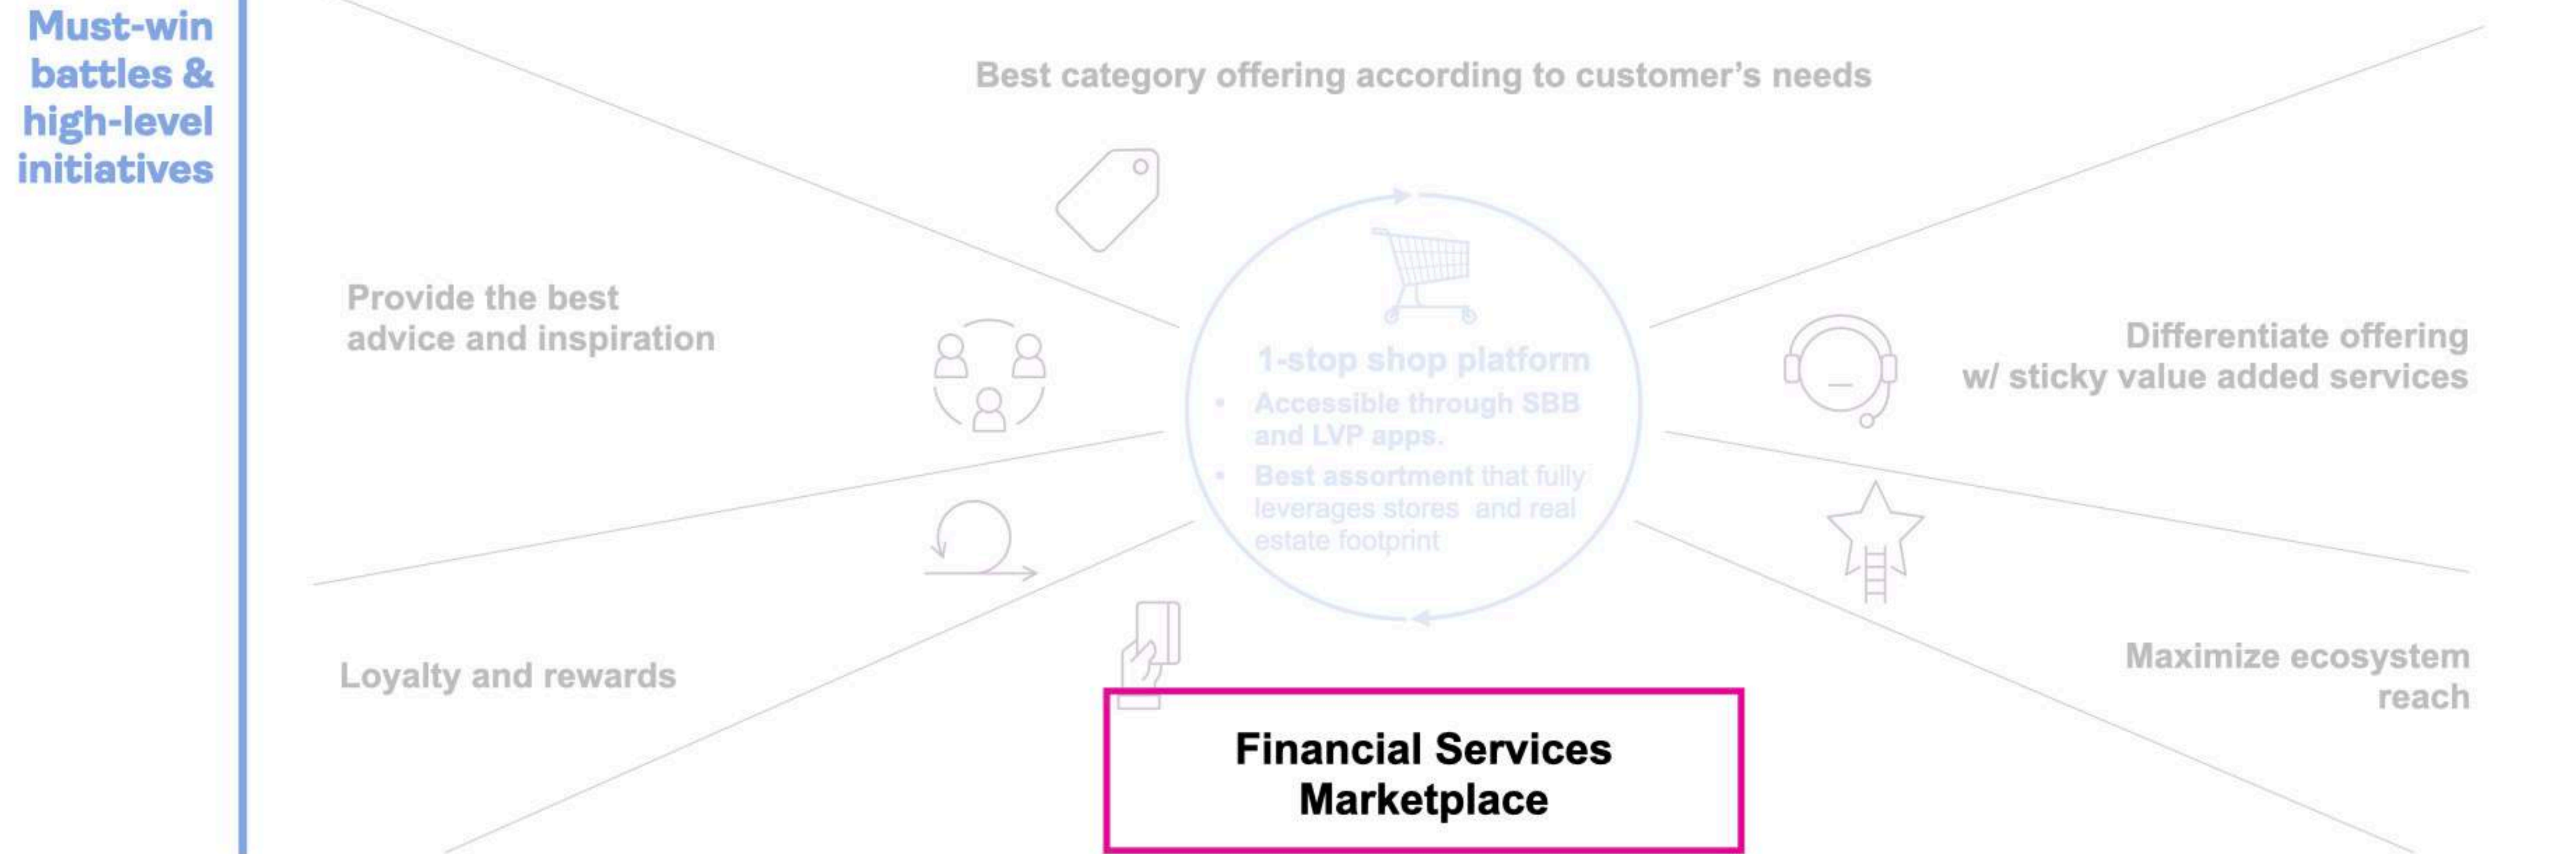 Must-win
battles &
high-level
initiatives
Best category offering according to customer's needs
Provide the best
advice and inspiration
1-stop shop platform
• Accessible through SBB
and LVP apps.
• Best assortment that fully
leverages stores and real
estate footprint
Differentiate offering
w/ sticky value added services
Loyalty and rewards
Maximize ecosystem
reach
Financial Services
Marketplace